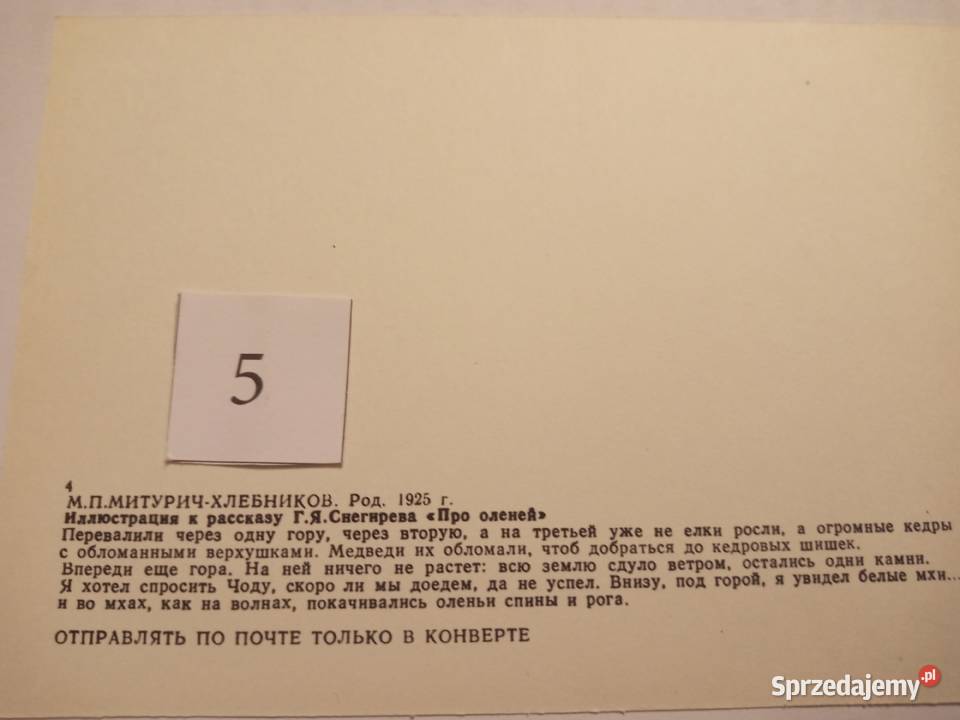 5
4
М.П.МИТУРИЧ-ХЛЕБНИКОВ. Род. 1925 г.
Иллюстрация к рассказу Г.Я.Снегирева «Про оленей»
Перевалили через одну гору, через вторую, а на третьей уже не елки росли, а огромные кедры
с обломанными верхушками. Медведи их обломали, чтоб добраться до кедровых шишек.
Впереди еще гора. На ней ничего не растет: всю землю сдуло ветром, остались одни камни.
Я хотел спросить Чоду, скоро ли мы доедем, да не успел. Внизу, под горой, я увидел белые мхи...
и во мхах, как на волнах, покачивались оленьи спины и рога.
ОТПРАВЛЯТЬ ПО ПОЧТЕ ТОЛЬКО В КОНВЕРТЕ
Sprzedajemy.pl